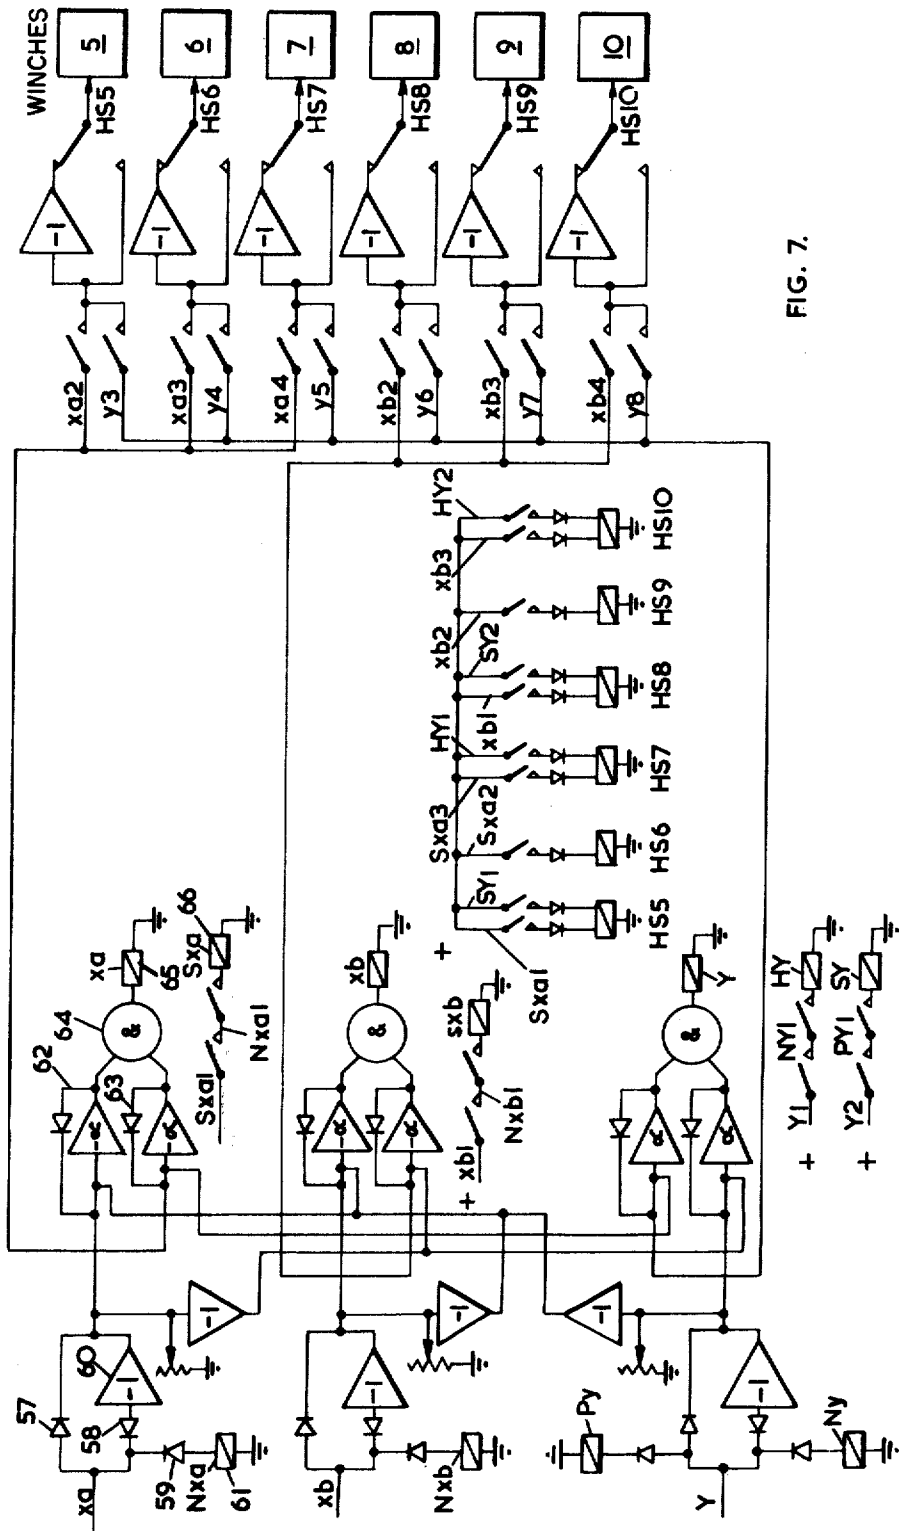 WINCHES
5
6
7
8
9
10
HS5
HS6
HS7
HS8
HS9
HS10
-1
-1
-1
-1
-1
-1
xa2
y3
xa3
y4
xa4
y5
xb2
y6
xb3
y7
xb4
y8
FIG. 7.
62
64
xa
65
Sxa
66
63
&
-α
-α
Sxa1
Nxa1
57
58
60
-1
xa
59
Nxa
61
-1
xb
&
-α
-α
sxb
+ xb1
Nxb1
-1
xb
Nxb
-1
+
Sxa1
SY1
Sxa3
Sxa2
HY1
xb1
SY2
xb2
xb3
HY2
HS5
HS6
HS7
HS8
HS9
HS10
&
Y
α
α
-1
Py
-1
Y
Ny
+ Y1
NY1
HY
+ Y2
PY1
SY